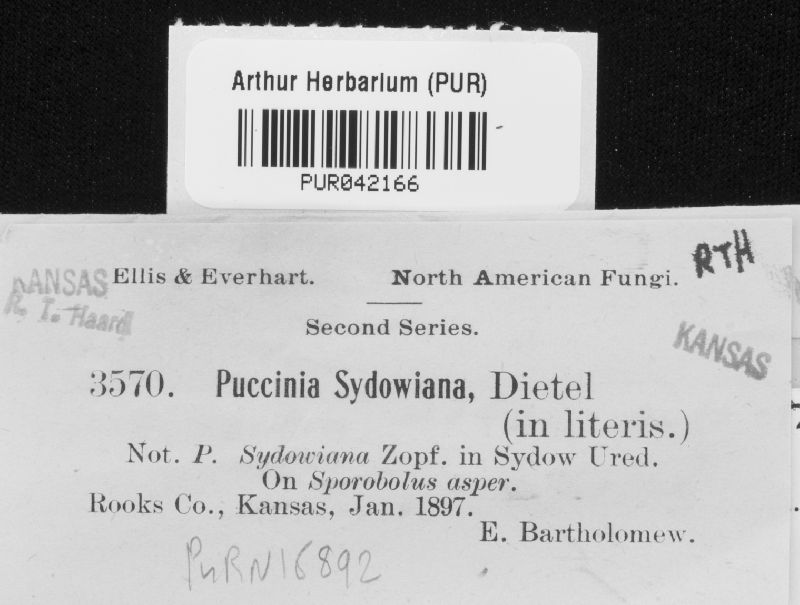 Arthur Herbarium (PUR)
PUR042166
RTH
KANSAS
R. T. Haard
Ellis & Everhart. North American Fungi.
Second Series.
KANSAS
3570. Puccinia Sydowiana, Dietel
(in literis.)
Not. P. Sydowiana Zopf. in Sydow Ured.
On Sporobolus asper.
Rooks Co., Kansas, Jan. 1897.
E. Bartholomew.
PURN16892